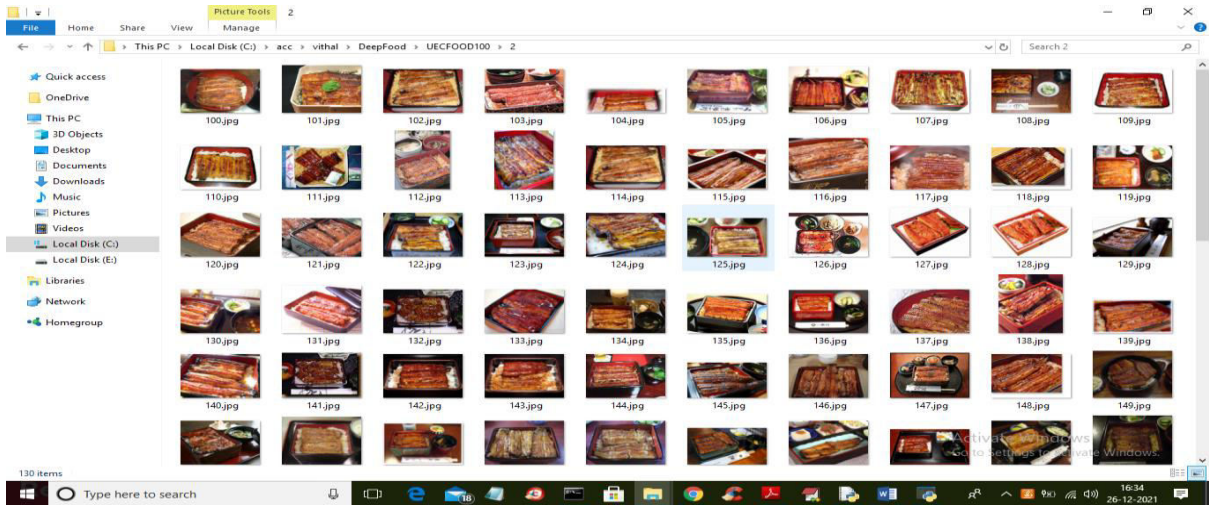 Picture Tools 2
File Home Share View Manage
This PC > Local Disk (C:) > acc > vithal > DeepFood > UECFOOD100 > 2
Search 2
Quick access
OneDrive
This PC
3D Objects
Desktop
Documents
Downloads
Music
Pictures
Videos
Local Disk (C:)
Local Disk (E:)
Libraries
Network
Homegroup
100.jpg 101.jpg 102.jpg 103.jpg 104.jpg 105.jpg 106.jpg 107.jpg 108.jpg 109.jpg
110.jpg 111.jpg 112.jpg 113.jpg 114.jpg 115.jpg 116.jpg 117.jpg 118.jpg 119.jpg
120.jpg 121.jpg 122.jpg 123.jpg 124.jpg 125.jpg 126.jpg 127.jpg 128.jpg 129.jpg
130.jpg 131.jpg 132.jpg 133.jpg 134.jpg 135.jpg 136.jpg 137.jpg 138.jpg 139.jpg
140.jpg 141.jpg 142.jpg 143.jpg 144.jpg 145.jpg 146.jpg 147.jpg 148.jpg 149.jpg
Activate Windows
Go to Settings to activate Windows.
130 items
Type here to search
18
16:34
26-12-2021